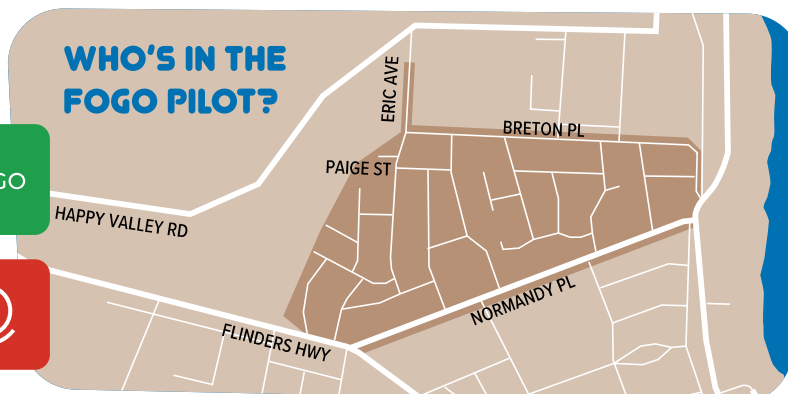 WHO'S IN THE
FOGO PILOT?
ERIC AVE
BRETON PL
PAIGE ST
GO
HAPPY VALLEY RD
NORMANDY PL
FLINDERS HWY